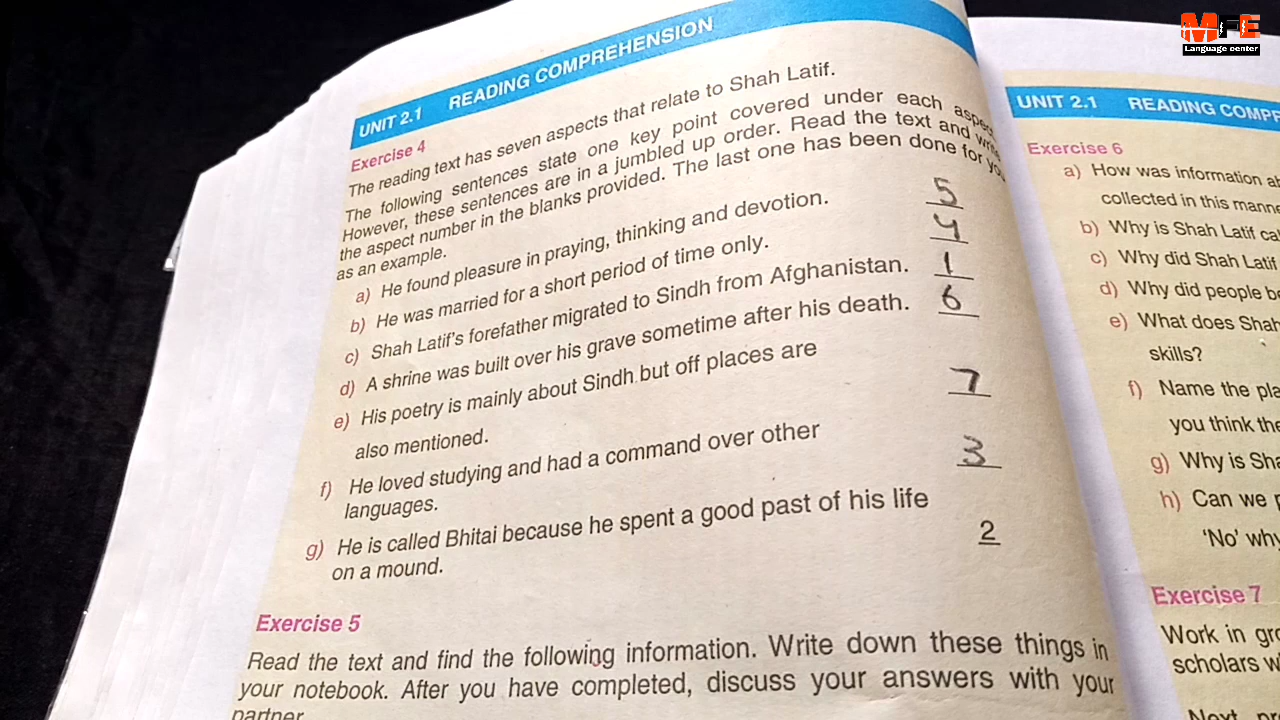 MFE
Language center
UNIT 2.1 READING COMPREHENSION
Exercise 4
The reading text has seven aspects that relate to Shah Latif.
The following sentences state one key point covered under each aspect
However, these sentences are in a jumbled up order. Read the text and write
the aspect number in the blanks provided. The last one has been done for you
as an example.
a) He found pleasure in praying, thinking and devotion. 5
b) He was married for a short period of time only. 4
c) Shah Latif's forefather migrated to Sindh from Afghanistan. 1
d) A shrine was built over his grave sometime after his death. 6
e) His poetry is mainly about Sindh but off places are
also mentioned. 7
f) He loved studying and had a command over other
languages. 3
g) He is called Bhitai because he spent a good past of his life
on a mound. 2
Exercise 5
Read the text and find the following information. Write down these things in
your notebook. After you have completed, discuss your answers with your
partner
UNIT 2.1 READING
Exercise 6
a) How was information
collected in this
b) Why is Shah Latif
c) Why did Shah Latif
d) Why did people
e) What does Shah
skills?
f) Name the
you think
g) Why is
h) Can we
'No' why
Exercise 7
Work in
scholars
Next